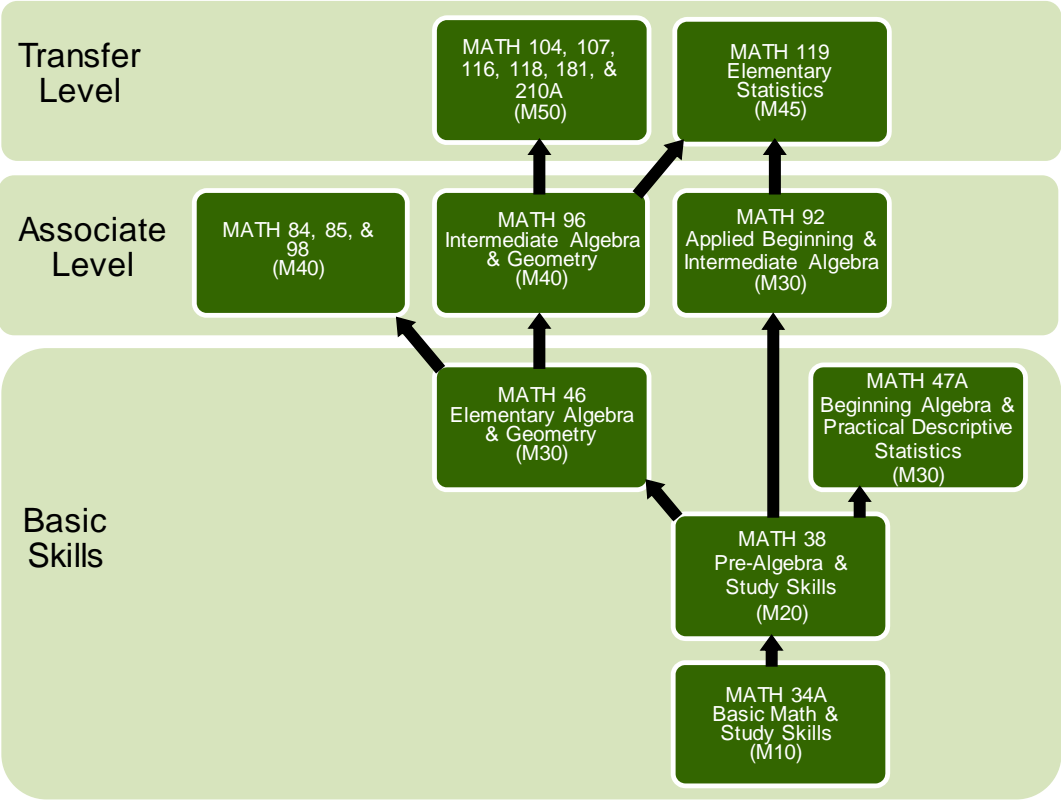 Transfer
Level
MATH 104, 107,
116, 118, 181, &
210A
(M50)
MATH 119
Elementary
Statistics
(M45)
Associate
Level
MATH 84, 85, &
98
(M40)
MATH 96
Intermediate Algebra
& Geometry
(M40)
MATH 92
Applied Beginning &
Intermediate Algebra
(M30)
Basic
Skills
MATH 46
Elementary Algebra
& Geometry
(M30)
MATH 47A
Beginning Algebra &
Practical Descriptive
Statistics
(M30)
MATH 38
Pre-Algebra &
Study Skills
(M20)
MATH 34A
Basic Math &
Study Skills
(M10)